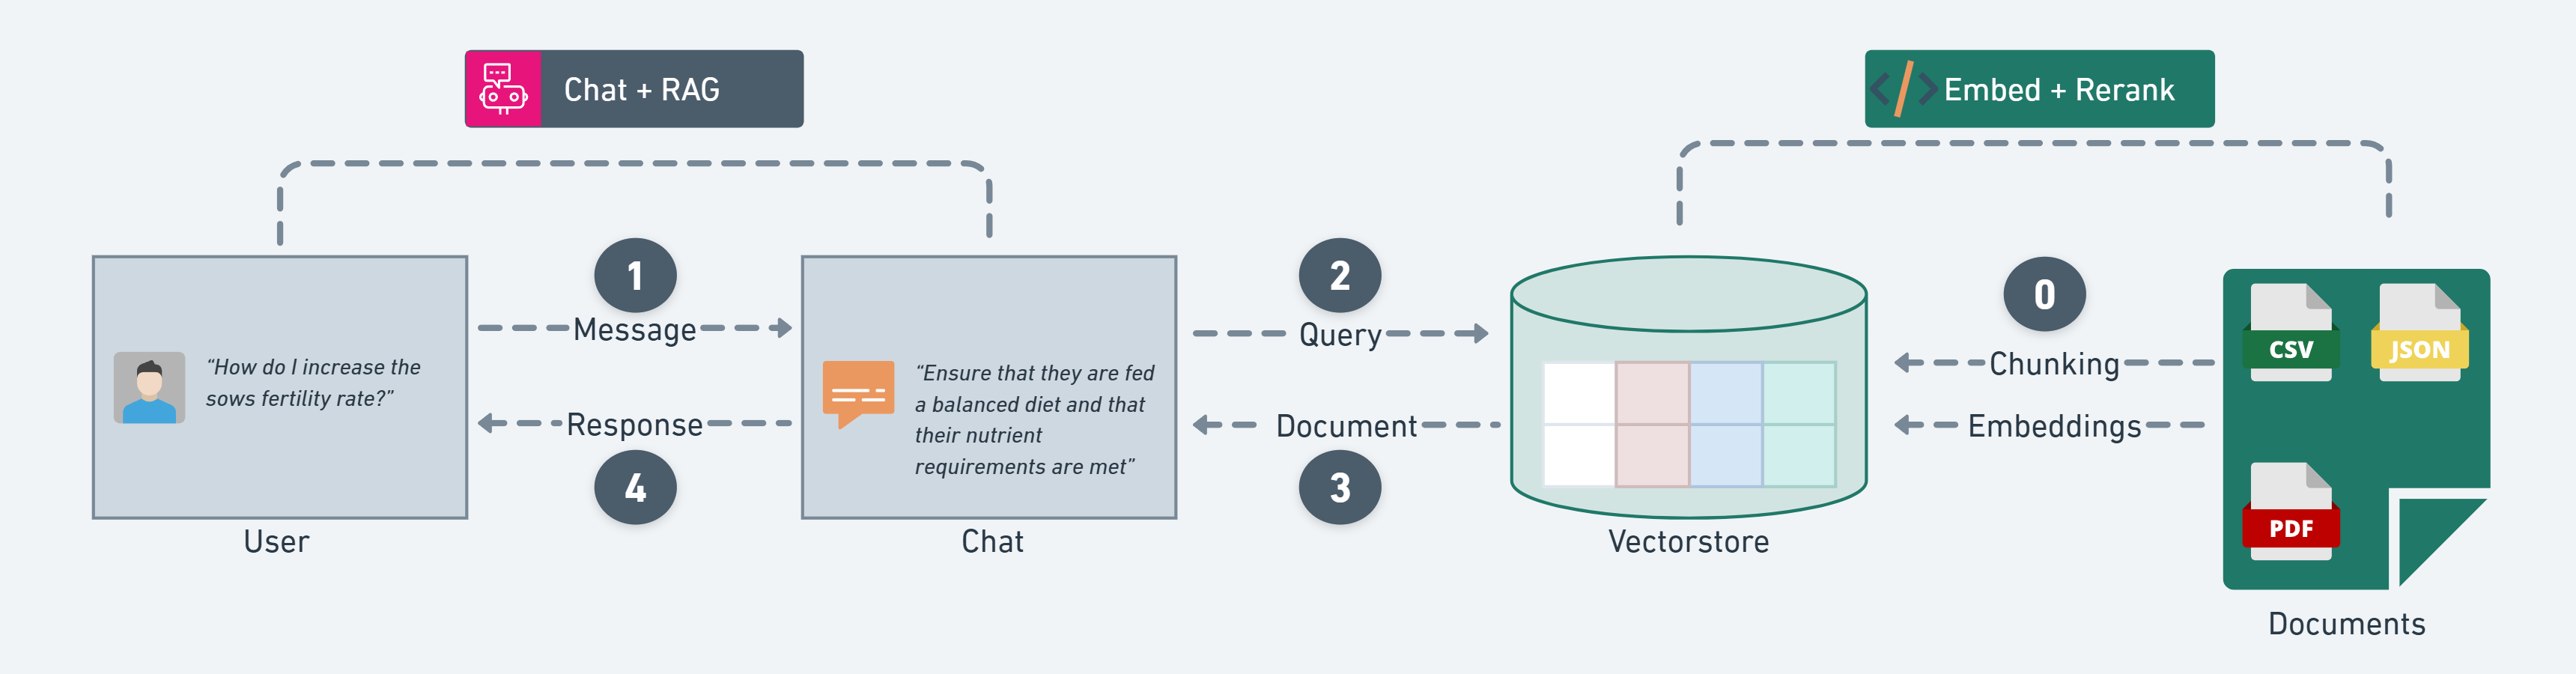 Chat + RAG
</> Embed + Rerank
1
Message
2
Query
0
Chunking
CSV
JSON
“How do I increase the
sows fertility rate?”
“Ensure that they are fed
a balanced diet and that
their nutrient
requirements are met”
Response
4
Document
3
Embeddings
PDF
User
Chat
Vectorstore
Documents